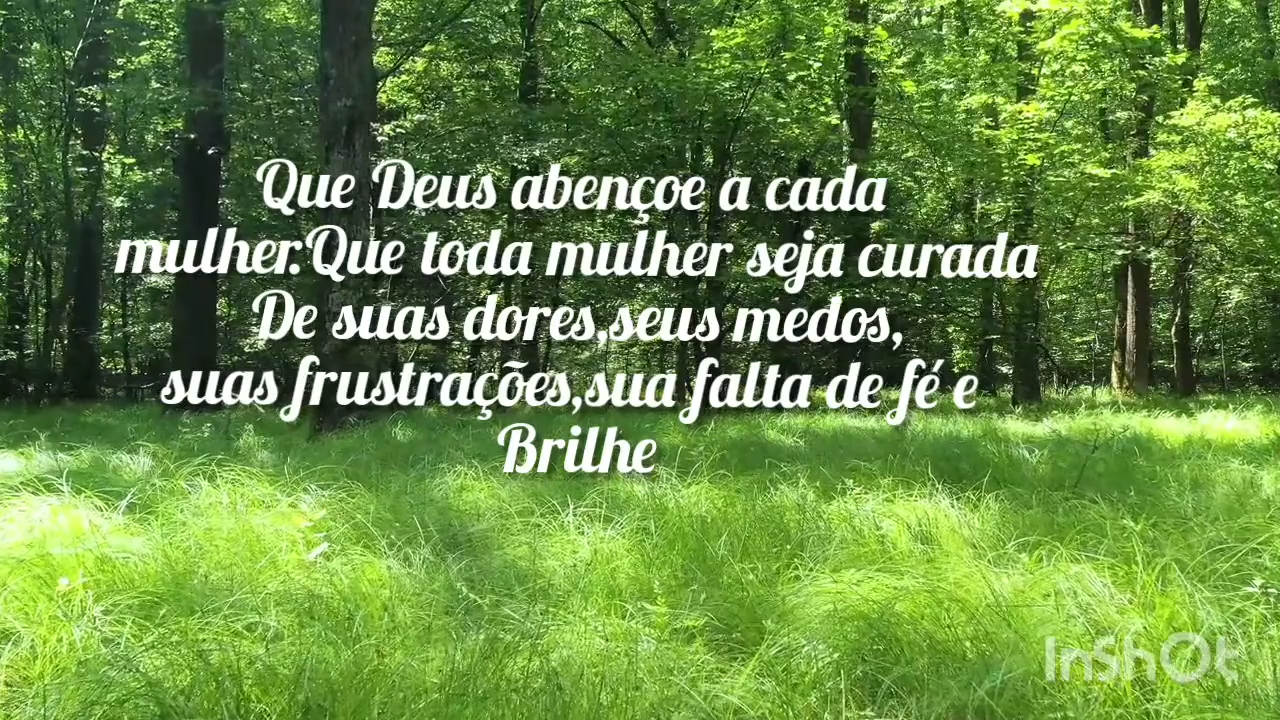 Que Deus abençoe a cada
mulher.Que toda mulher seja curada
De suas dores,seus medos,
suas frustrações,sua falta de fé e
Brilhe
InShOt